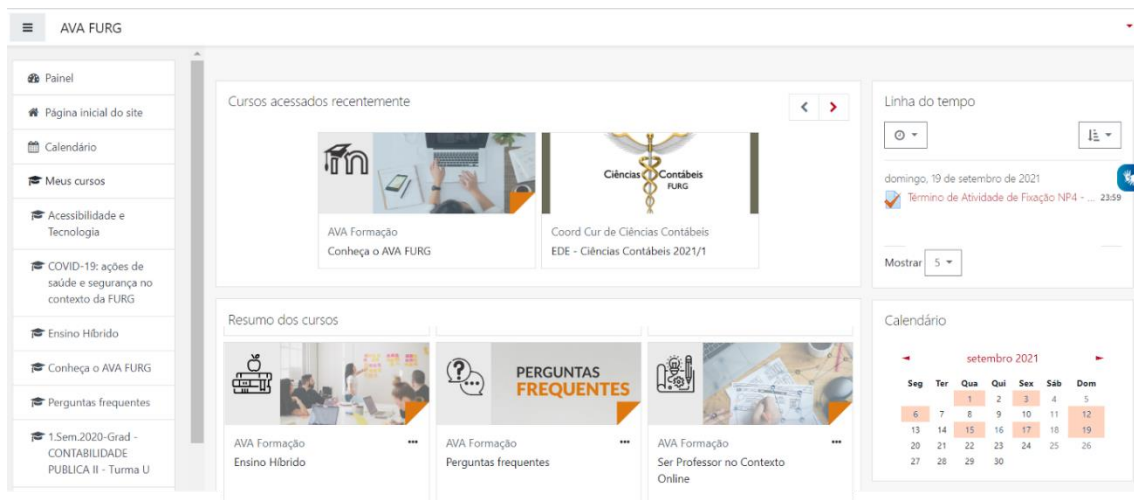 AVA FURG
Painel
Página inicial do site
Calendário
Meus cursos
Acessibilidade e
Tecnologia
COVID-19: ações de
saúde e segurança no
contexto da FURG
Ensino Híbrido
Conheça o AVA FURG
Perguntas frequentes
1.Sem.2020-Grad -
CONTABILIDADE
PUBLICA II - Turma U
Cursos acessados recentemente
Ciências Contábeis
FURG
AVA Formação
Conheça o AVA FURG
Coord Cur de Ciências Contábeis
EDE - Ciências Contábeis 2021/1
Resumo dos cursos
PERGUNTAS
FREQUENTES
AVA Formação
Ensino Híbrido
AVA Formação
Perguntas frequentes
AVA Formação
Ser Professor no Contexto
Online
Linha do tempo
domingo, 19 de setembro de 2021
Término de Atividade de Fixação NP4 - ... 23:59
Mostrar 5
Calendário
setembro 2021
Seg Ter Qua Qui Sex Sáb Dom
1 2 3 4 5
6 7 8 9 10 11 12
13 14 15 16 17 18 19
20 21 22 23 24 25 26
27 28 29 30